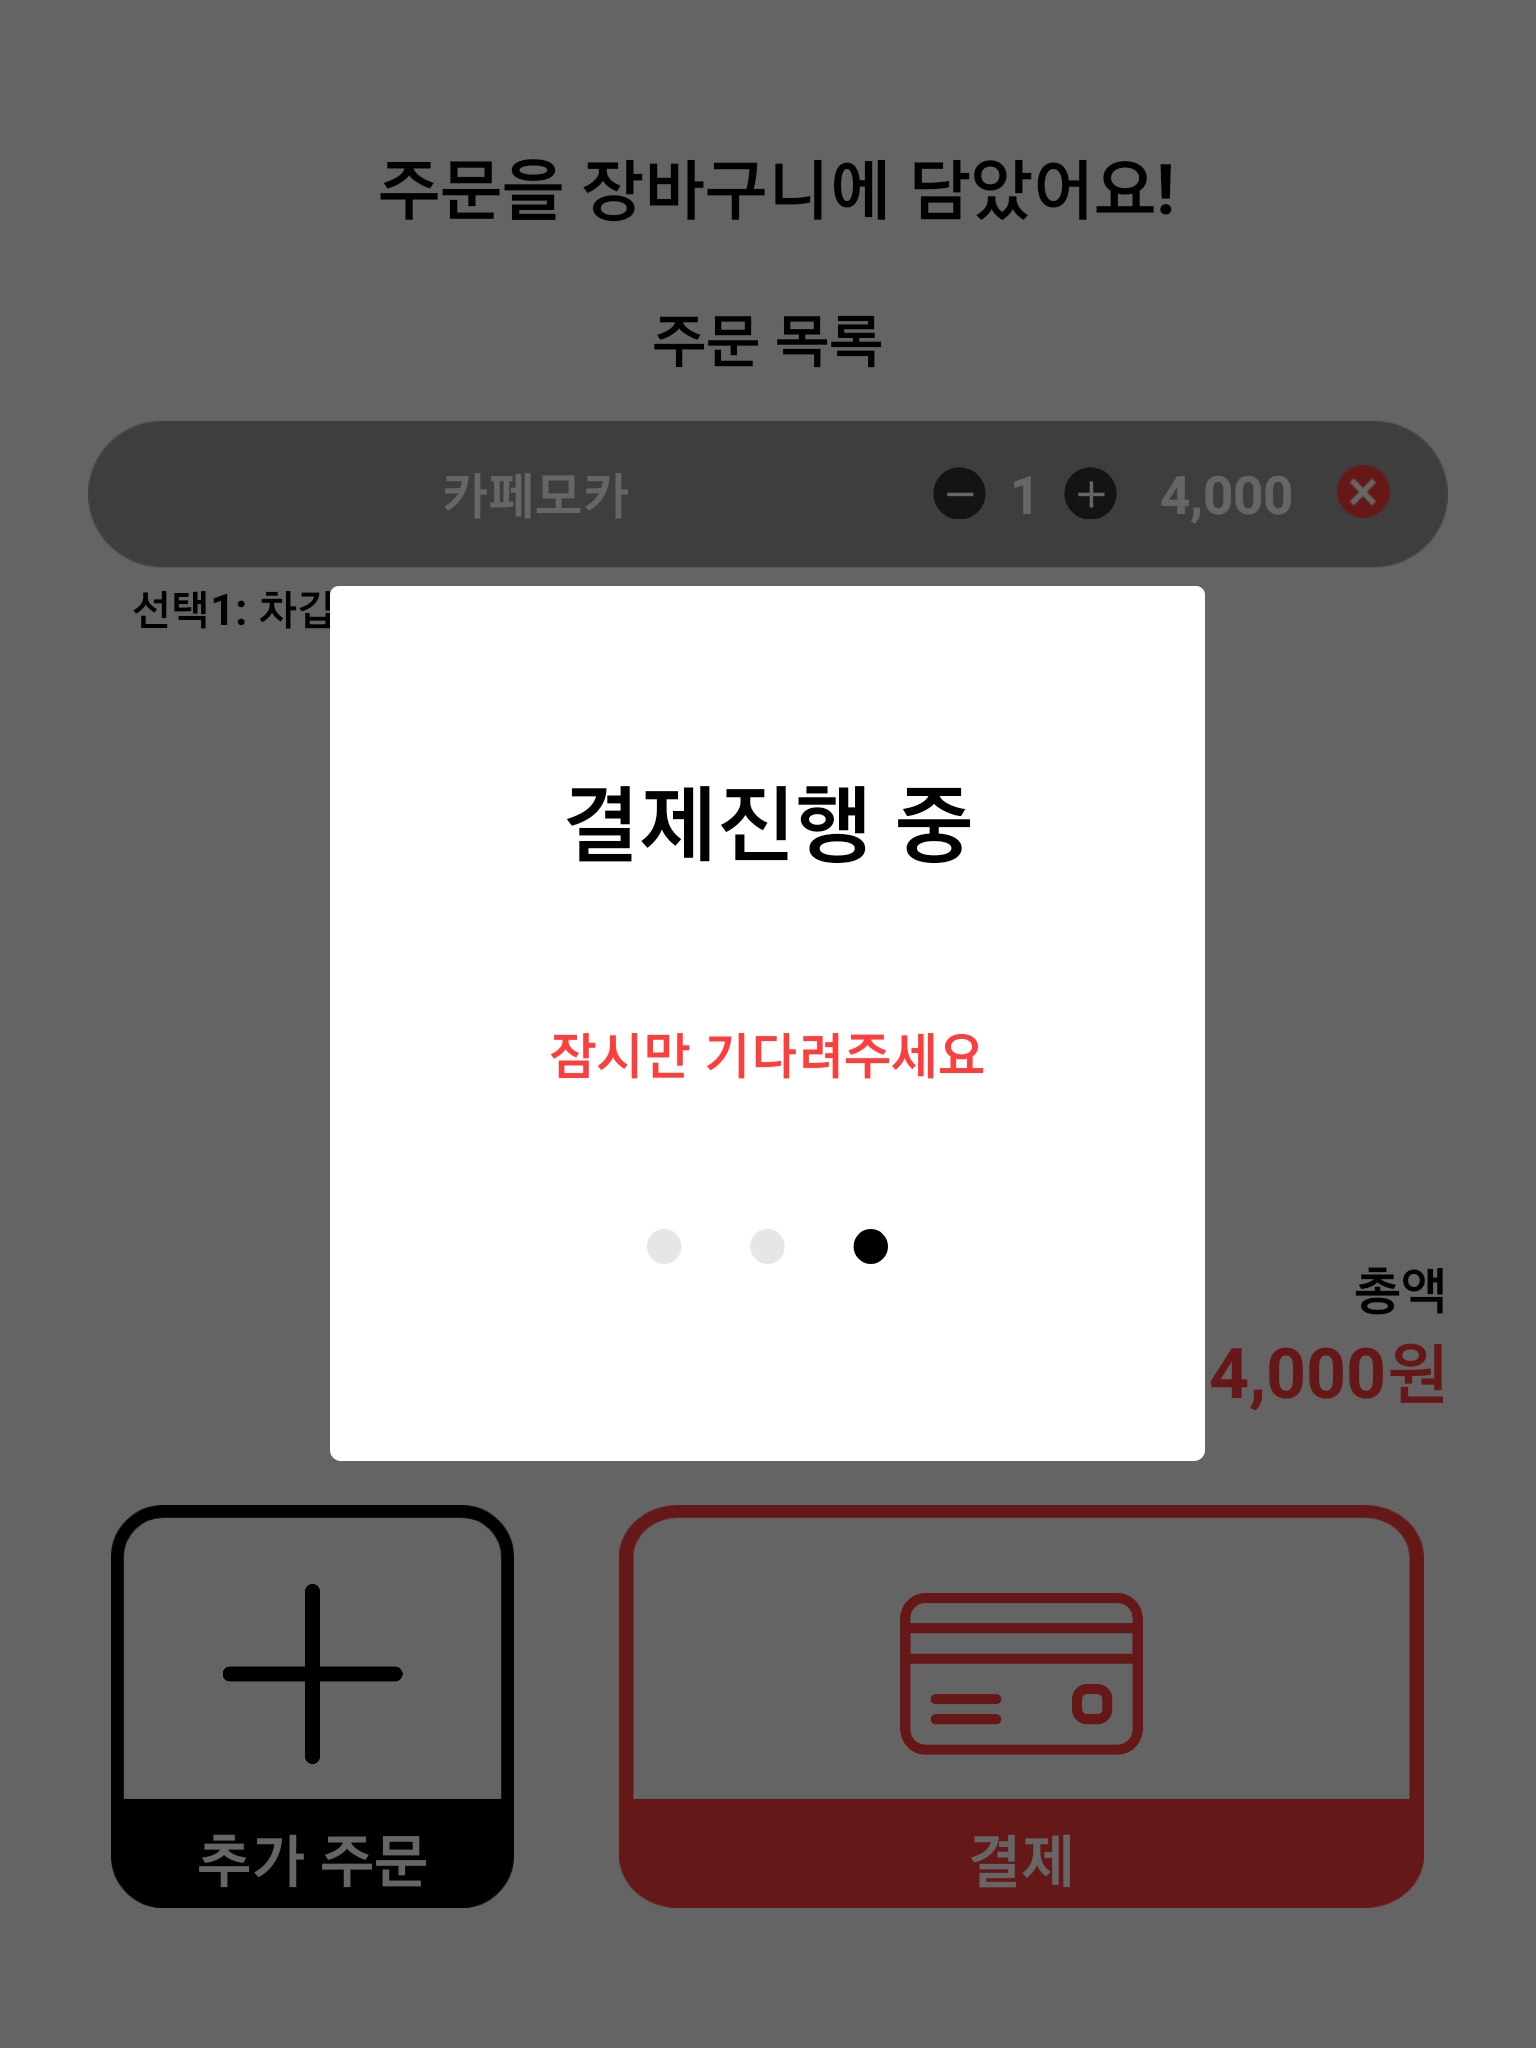 주문을 장바구니에 담았어요!
주문 목록
카페모카 1 4,000
선택1:
결제진행 중
잠시만 기다려주세요
총액
4,000원
추가 주문
결제